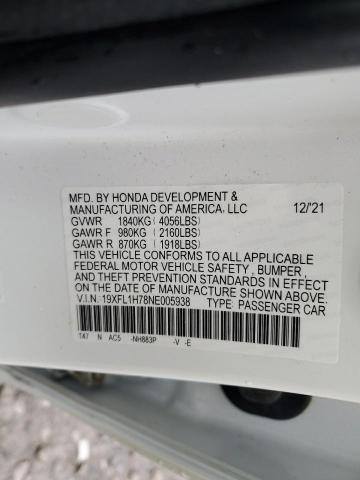 MFD. BY HONDA DEVELOPMENT &
MANUFACTURING OF AMERICA, LLC 12/'21
GVWR 1840KG (4056LBS)
GAWR F 980KG (2160LBS)
GAWR R 870KG (1918LBS)
THIS VEHICLE CONFORMS TO ALL APPLICABLE
FEDERAL MOTOR VEHICLE SAFETY , BUMPER ,
AND THEFT PREVENTION STANDARDS IN EFFECT
ON THE DATE OF MANUFACTURE SHOWN ABOVE.
V.I.N. 19XFL1H78NE005938 TYPE: PASSENGER CAR
T47 N AC5 -NH883P -V -E